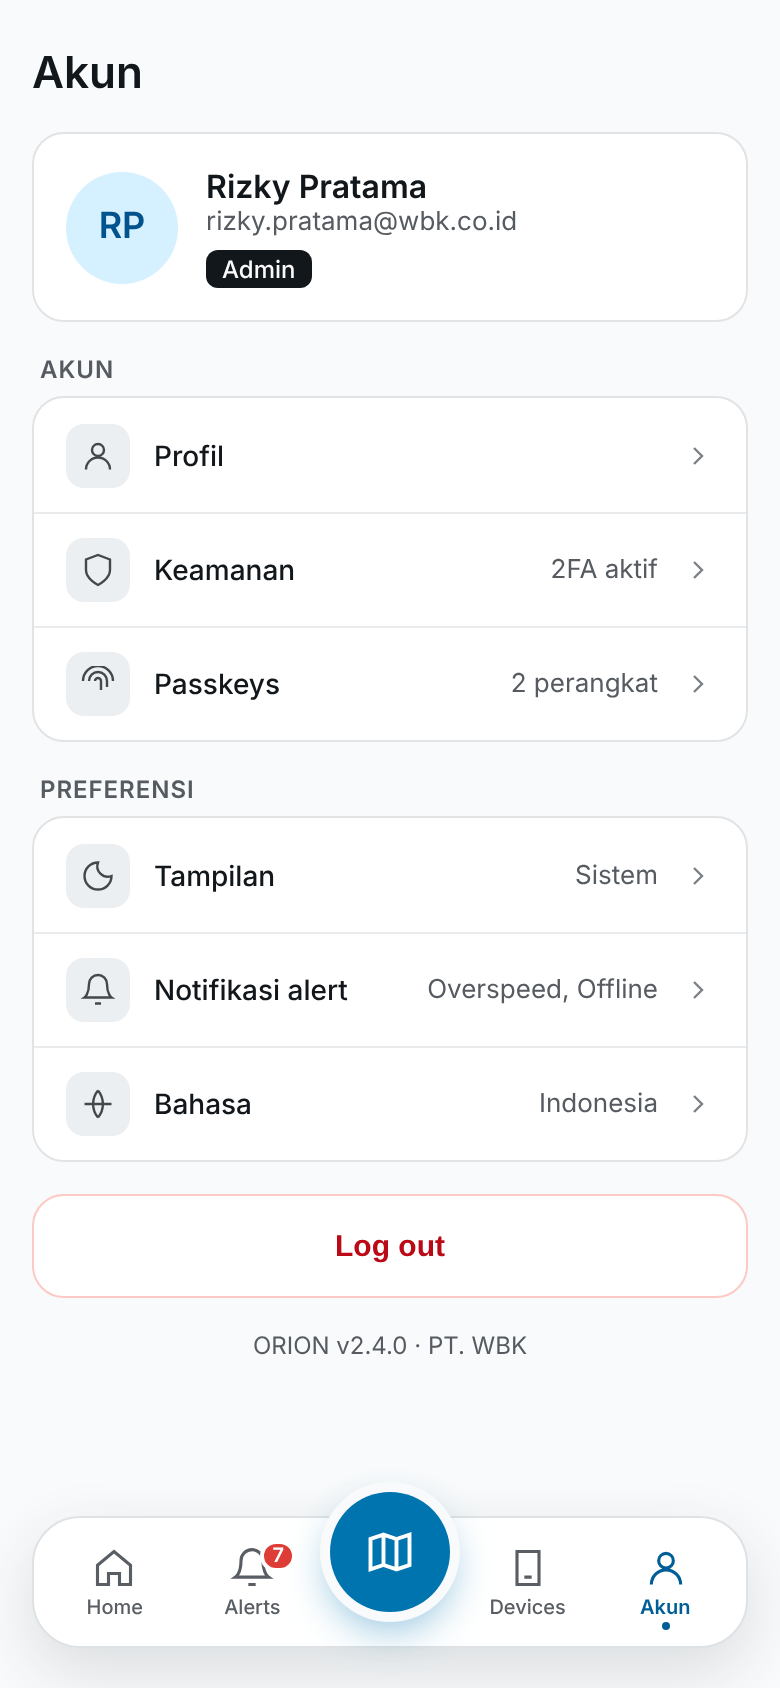 Akun
RP
Rizky Pratama
rizky.pratama@wbk.co.id
Admin
AKUN
Profil
Keamanan 2FA aktif
Passkeys 2 perangkat
PREFERENSI
Tampilan Sistem
Notifikasi alert Overspeed, Offline
Bahasa Indonesia
Log out
ORION v2.4.0 · PT. WBK
7
Home Alerts Devices Akun